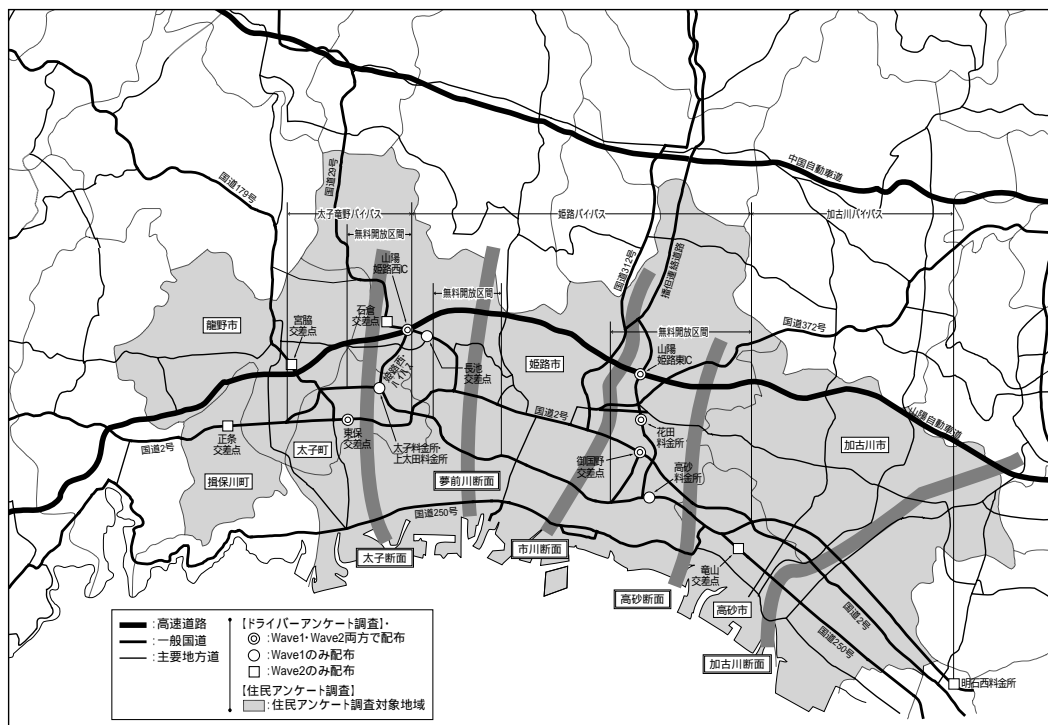 国道179号
国道29号
中国自動車道
太子竜野バイパス
姫路バイパス
加古川バイパス
無料開放区間
山陽
姫路西IC
国道312号
播但連絡道路
無料開放区間
石倉
交差点
宮脇
交差点
龍野市
無料開放区間
国道372号
姫路市
山陽
姫路東IC
長池
交差点
姫路西・
バイパス
国道2号
山陽自動車道
花田
料金所
加古川市
国道2号
正条
交差点
太子町
東保
交差点
太子料金所・
上太田料金所
御国野
交差点
高砂
料金所
揖保川町
夢前川断面
国道250号
太子断面
市川断面
竜山
交差点
高砂断面
高砂市
国道2号
国道250号
加古川断面
明石西料金所
:高速道路
:一般国道
:主要地方道
【ドライバーアンケート調査】・
:Wave1・Wave2両方で配布
:Wave1のみ配布
:Wave2のみ配布
【住民アンケート調査】
:住民アンケート調査対象地域